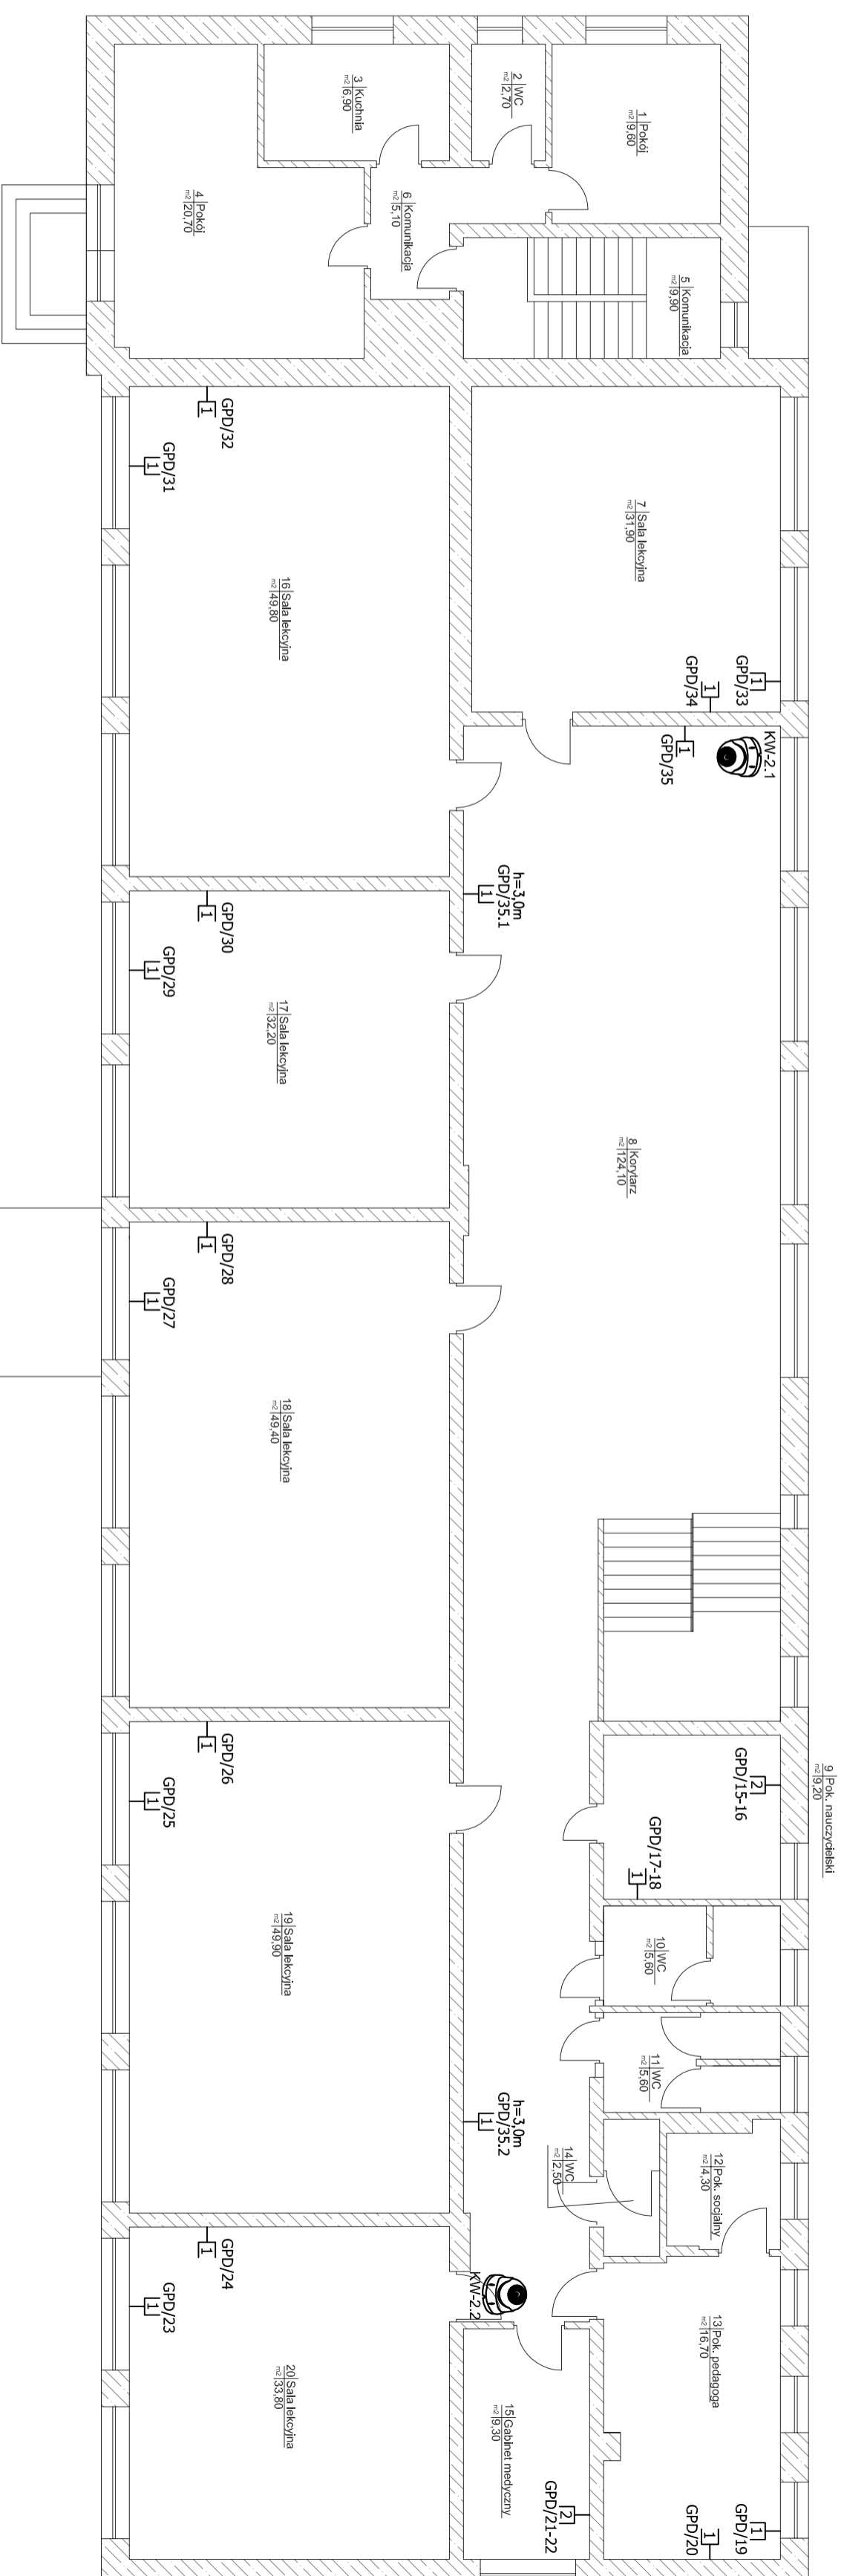 1 Pokój
m2 9,60
2 WC
m2 2,70
3 Kuchnia
m2 6,90
4 Pokój
m2 20,70
6 Komunikacja
m2 5,10
5 Komunikacja
m2 9,90
7 Sala lekcyjna
m2 31,90
GPD/33
1
GPD/34
1
GPD/35
1
KW-2.1
GPD/32
1
GPD/31
1
16 Sala lekcyjna
m2 49,80
h=3,0m
GPD/35.1
1
GPD/30
1
GPD/29
1
17 Sala lekcyjna
m2 32,20
8 Korytarz
m2 124,10
GPD/28
1
GPD/27
1
18 Sala lekcyjna
m2 49,40
GPD/26
1
GPD/25
1
19 Sala lekcyjna
m2 49,90
9 Pok. nauczycielski
m2 9,20
2
GPD/15-16
GPD/17-18
1
10 WC
m2 5,60
11 WC
m2 5,60
12 Pok. socjalny
m2 4,30
14 WC
m2 2,50
h=3,0m
GPD/35.2
1
KW-2.2
13 Pok. pedagoga
m2 16,70
GPD/24
1
GPD/23
1
20 Sala lekcyjna
m2 33,80
15 Gabinet medyczny
m2 9,30
2
GPD/21-22
GPD/19
1
GPD/20
1